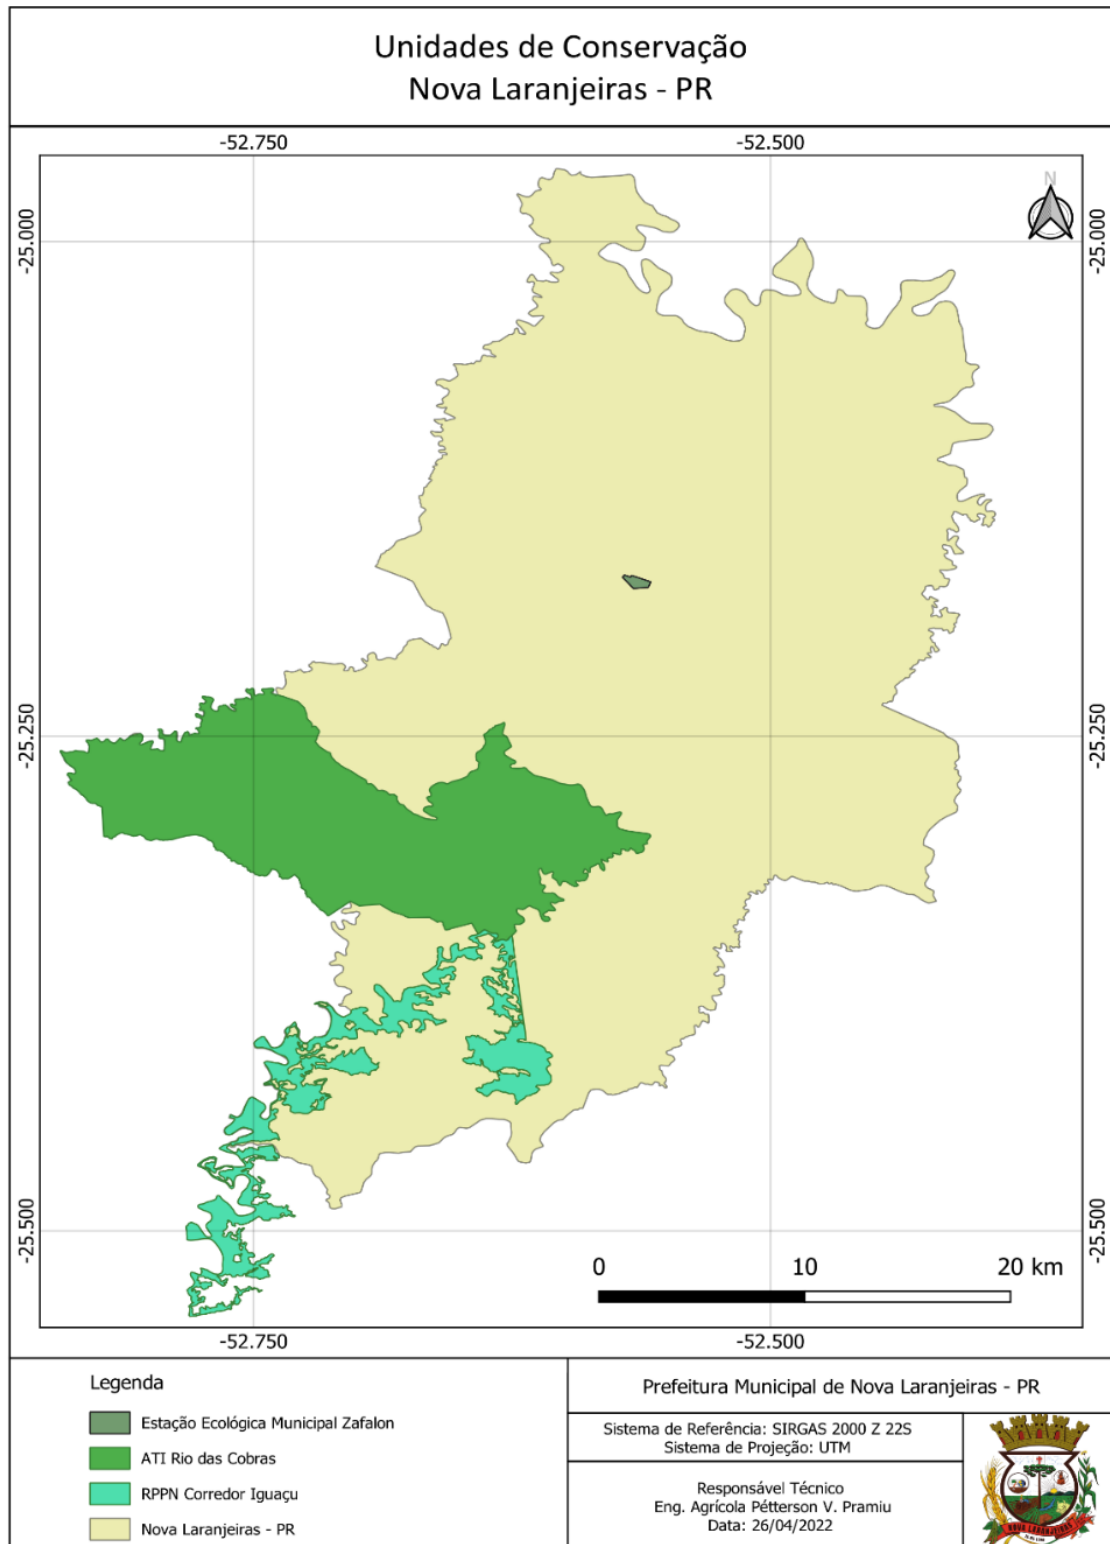 Unidades de Conservação
Nova Laranjeiras - PR
-52.750
-52.500
N
-25.000
-25.000
-25.250
-25.250
-25.500
-25.500
0
10
20 km
-52.750
-52.500
Legenda
Estação Ecológica Municipal Zafalon
ATI Rio das Cobras
RPPN Corredor Iguaçu
Nova Laranjeiras - PR
Prefeitura Municipal de Nova Laranjeiras - PR
Sistema de Referência: SIRGAS 2000 Z 22S
Sistema de Projeção: UTM
Responsável Técnico
Eng. Agrícola Pétterson V. Pramiu
Data: 26/04/2022
NOVA LARANJEIRAS